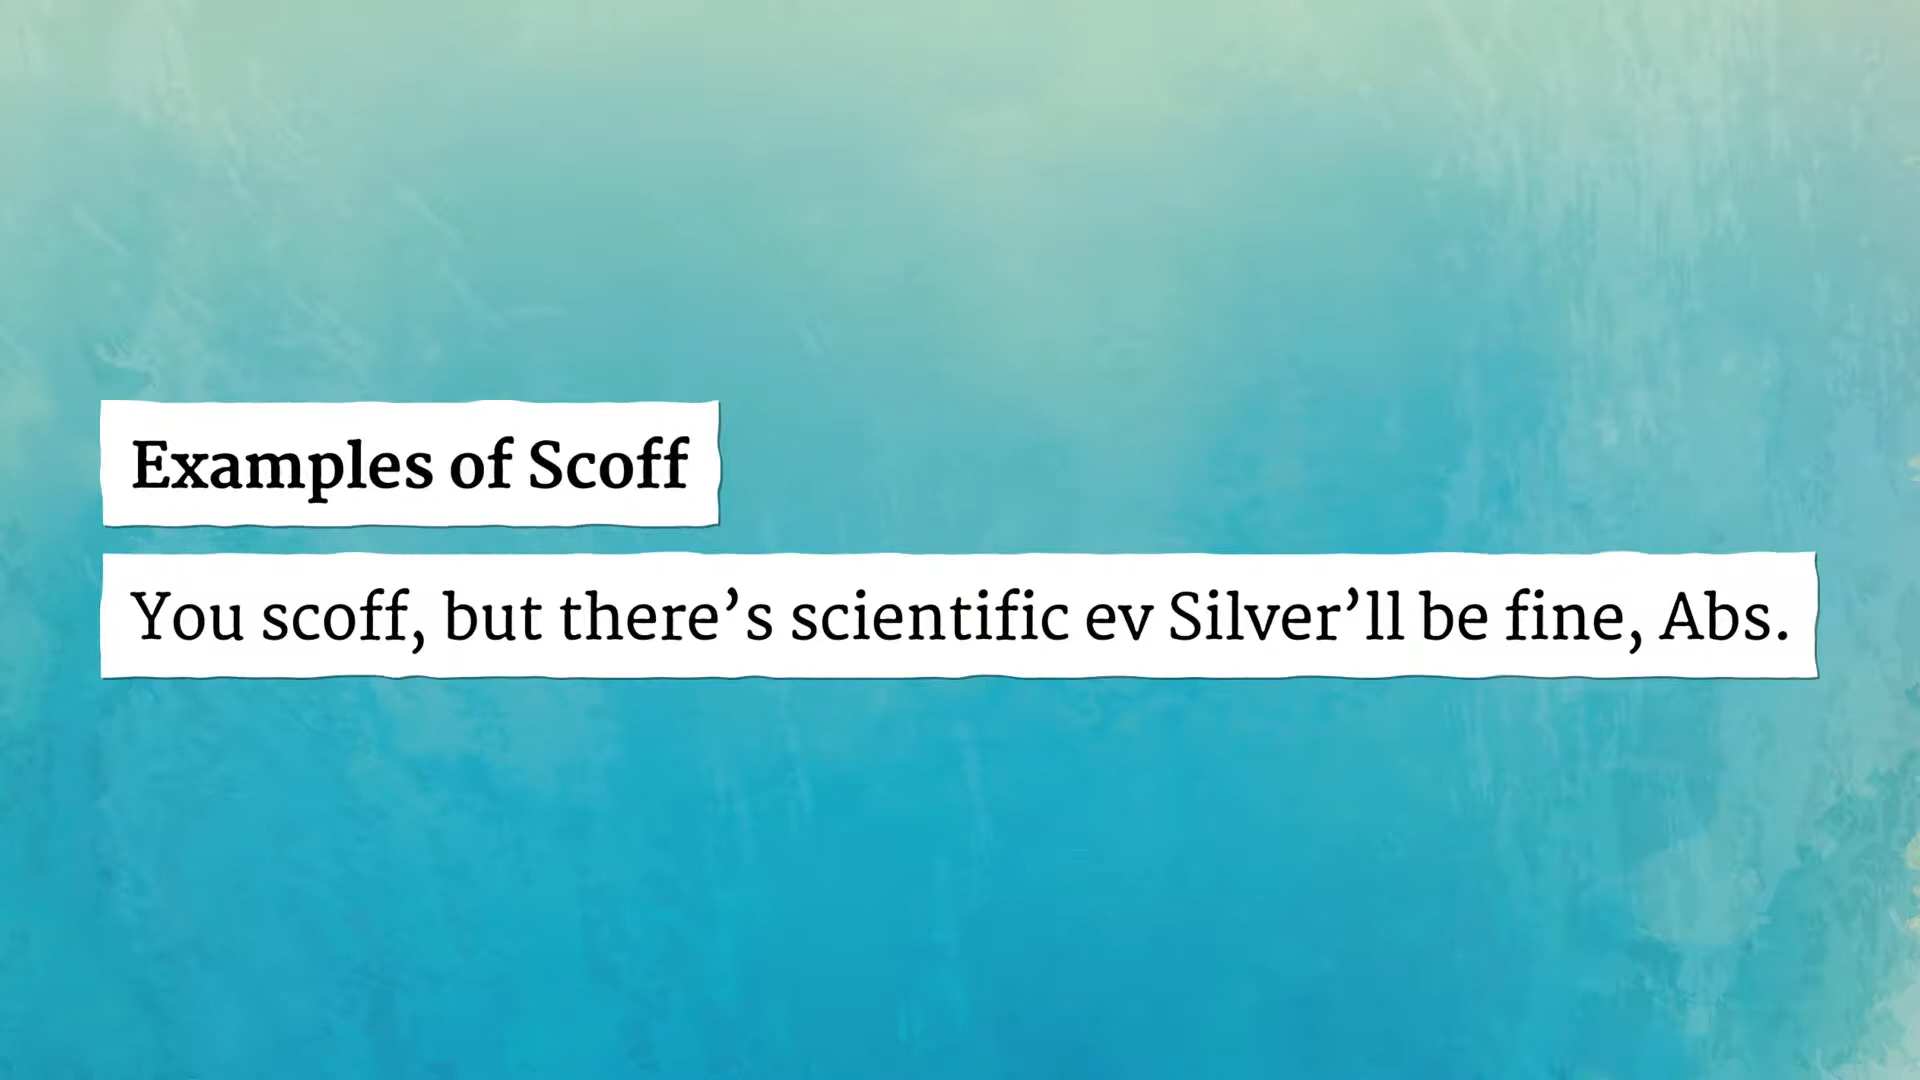 Examples of Scoff
You scoff, but there’s scientific ev Silver’ll be fine, Abs.